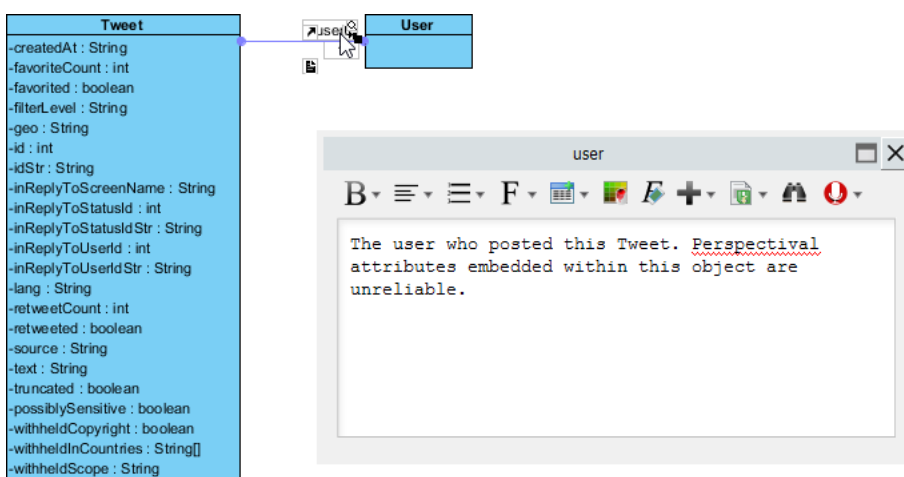 Tweet
-createdAt : String
-favoriteCount : int
-favorited : boolean
-filterLevel : String
-geo : String
-id : int
-idStr : String
-inReplyToScreenName : String
-inReplyToStatusId : int
-inReplyToStatusIdStr : String
-inReplyToUserId : int
-inReplyToUserIdStr : String
-lang : String
-retweetCount : int
-retweeted : boolean
-source : String
-text : String
-truncated : boolean
-possiblySensitive : boolean
-withheldCopyright : boolean
-withheldInCountries : String[]
-withheldScope : String
User
user
The user who posted this Tweet. Perspectival
attributes embedded within this object are
unreliable.